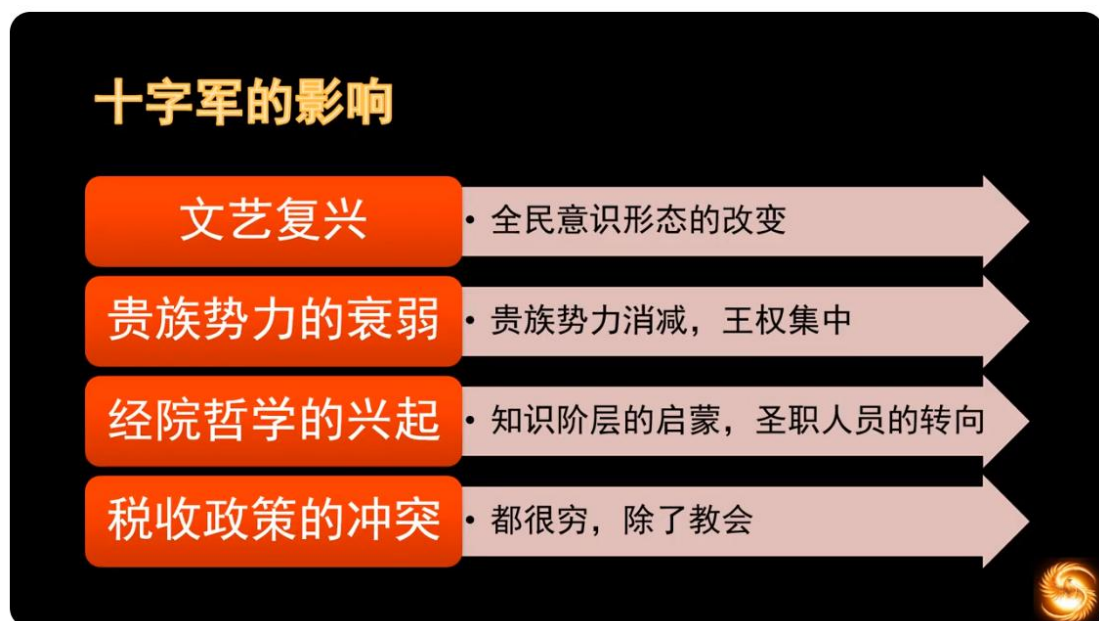 十字军的影响
文艺复兴
• 全民意识形态的改变
贵族势力的衰弱
• 贵族势力消减，王权集中
经院哲学的兴起
• 知识阶层的启蒙，圣职人员的转向
税收政策的冲突
• 都很穷，除了教会